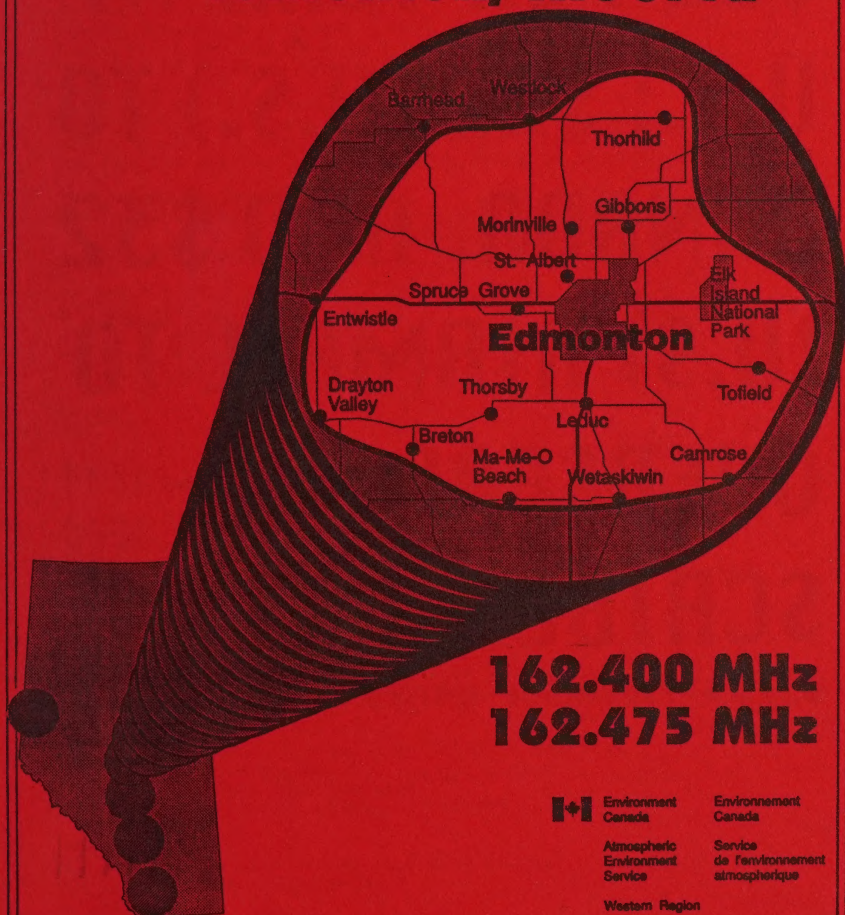 Barrhead
Westlock
Thorhild
Gibbons
Morinville
St. Albert
Elk
Island
National
Park
Spruce Grove
Entwistle
Edmonton
Drayton
Valley
Thorsby
Tofield
Leduc
Breton
Ma-Me-O
Beach
Camrose
Wetaskiwin
162.400 MHz
162.475 MHz
Environment
Canada
Environnement
Canada
Atmospheric
Environment
Service
Service
de l'environnement
atmospherique
Western Region